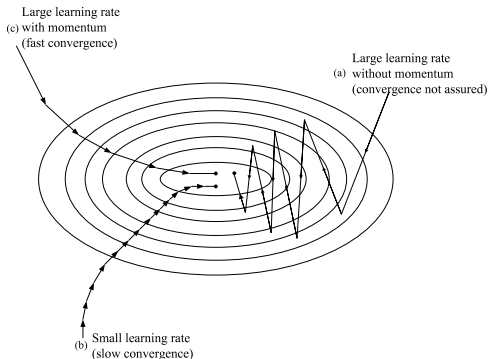 Large learning rate
(c) with momentum
(fast convergence)
Large learning rate
(a) without momentum
(convergence not assured)
(b) Small learning rate
(slow convergence)